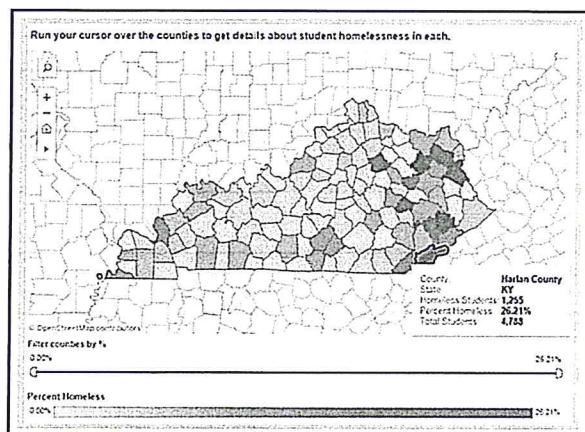 Run your cursor over the counties to get details about student homelessness in each.
County Harlan County
State KY
Homeless Students: 1,255
Percent Homeless 26.21%
Total Students 4,788
© OpenStreetMap contributors
Filter counties by %
0.00% 26.21%
Percent Homeless
0.00% 26.21%